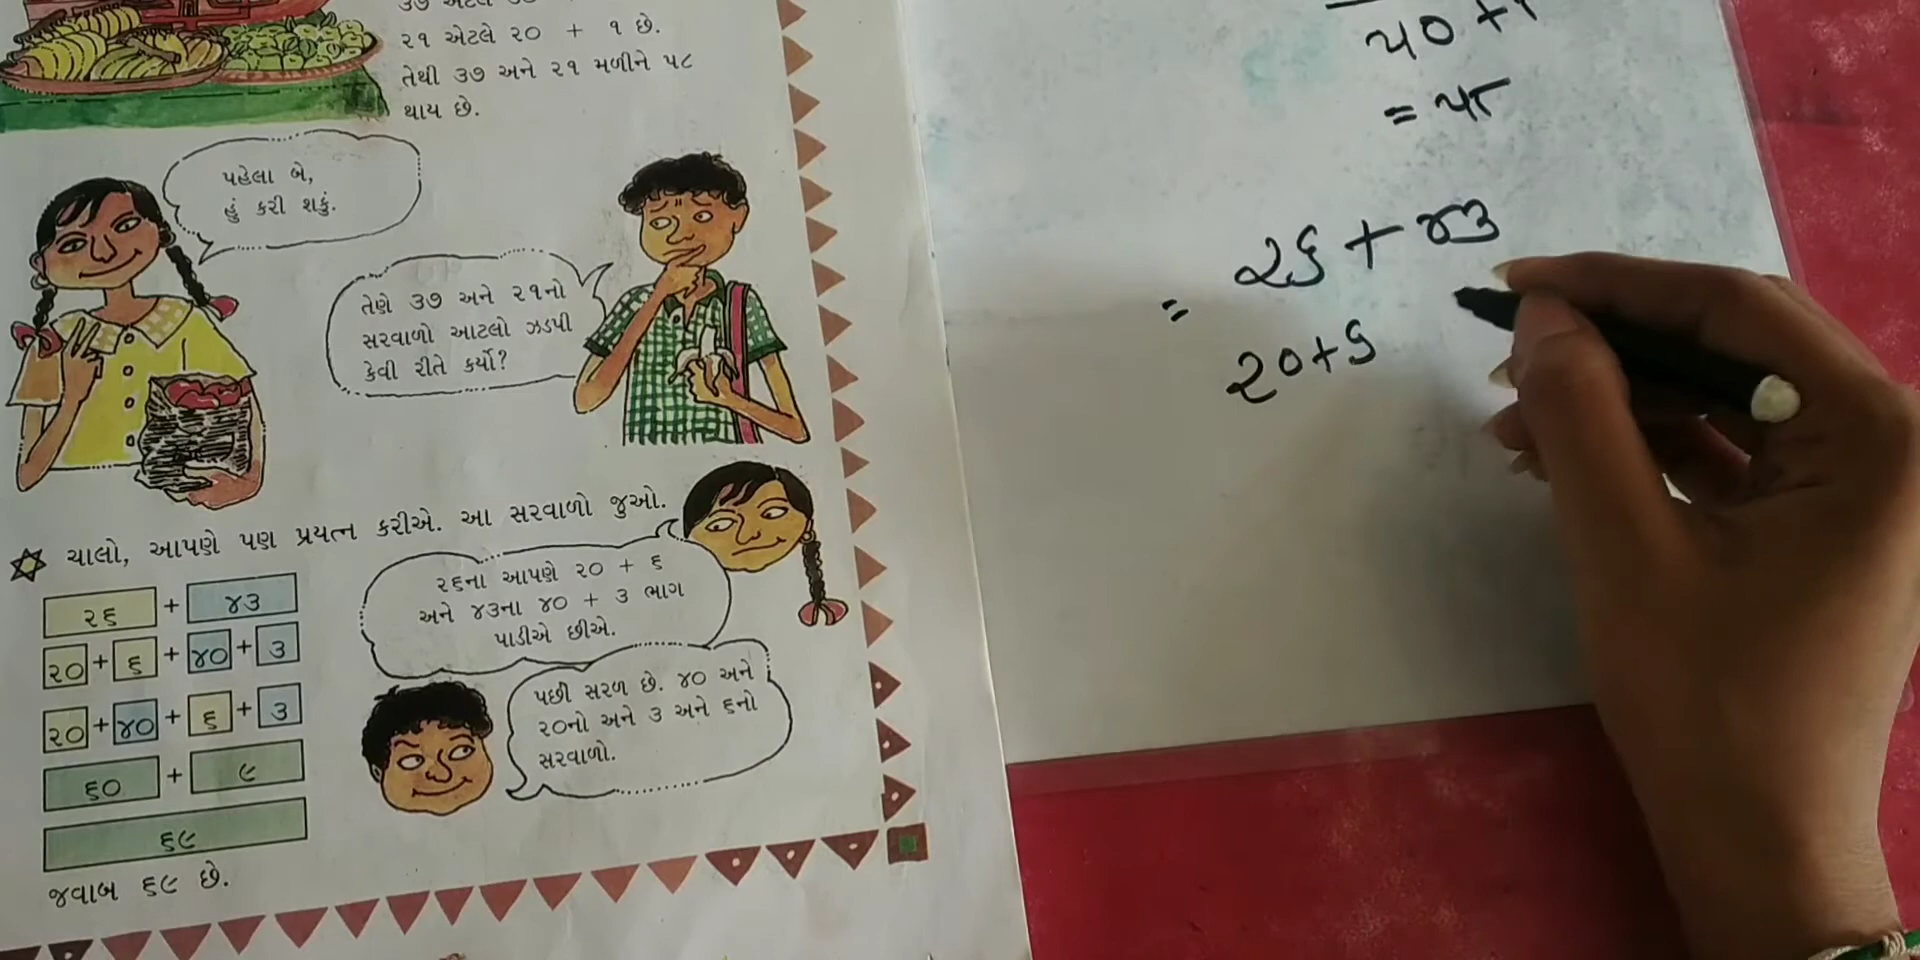 ૨૧ એટલે ૨૦ + ૧ છે.
તેથી ૩૭ અને ૨૧ મળીને ૫૮
થાય છે.
પહેલા બે,
હું કરી શકું.
તેણે ૩૭ અને ૨૧નો
સરવાળો આટલો ઝડપી
કેવી રીતે કર્યો?
ચાલો, આપણે પણ પ્રયત્ન કરીએ. આ સરવાળો જુઓ.
૨૬ + ૪૩
૨૦ + ૬ + ૪૦ + ૩
૨૦ + ૪૦ + ૬ + ૩
૬૦ + ૯
૬૯
જવાબ ૬૯ છે.
૨૬ના આપણે ૨૦ + ૬
અને ૪૩ના ૪૦ + ૩ ભાગ
પાડીએ છીએ.
પછી સરળ છે. ૪૦ અને
૨૦નો અને ૩ અને ૬નો
સરવાળો.
૫૦ +
= ૫૮
૨૬ + ૪૩
=
૨૦+૬